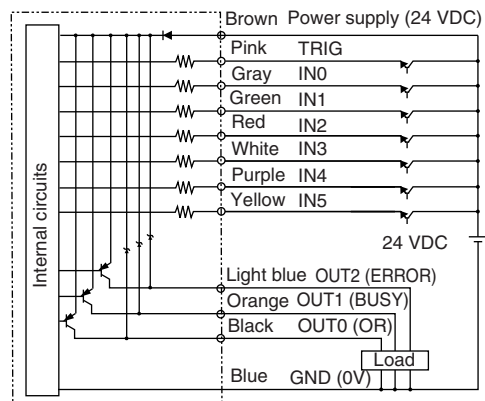 Brown Power supply (24 VDC)
Pink TRIG
Gray IN0
Green IN1
Red IN2
White IN3
Purple IN4
Yellow IN5
24 VDC
Internal circuits
Light blue OUT2 (ERROR)
Orange OUT1 (BUSY)
Black OUT0 (OR)
Load
Blue GND (0V)